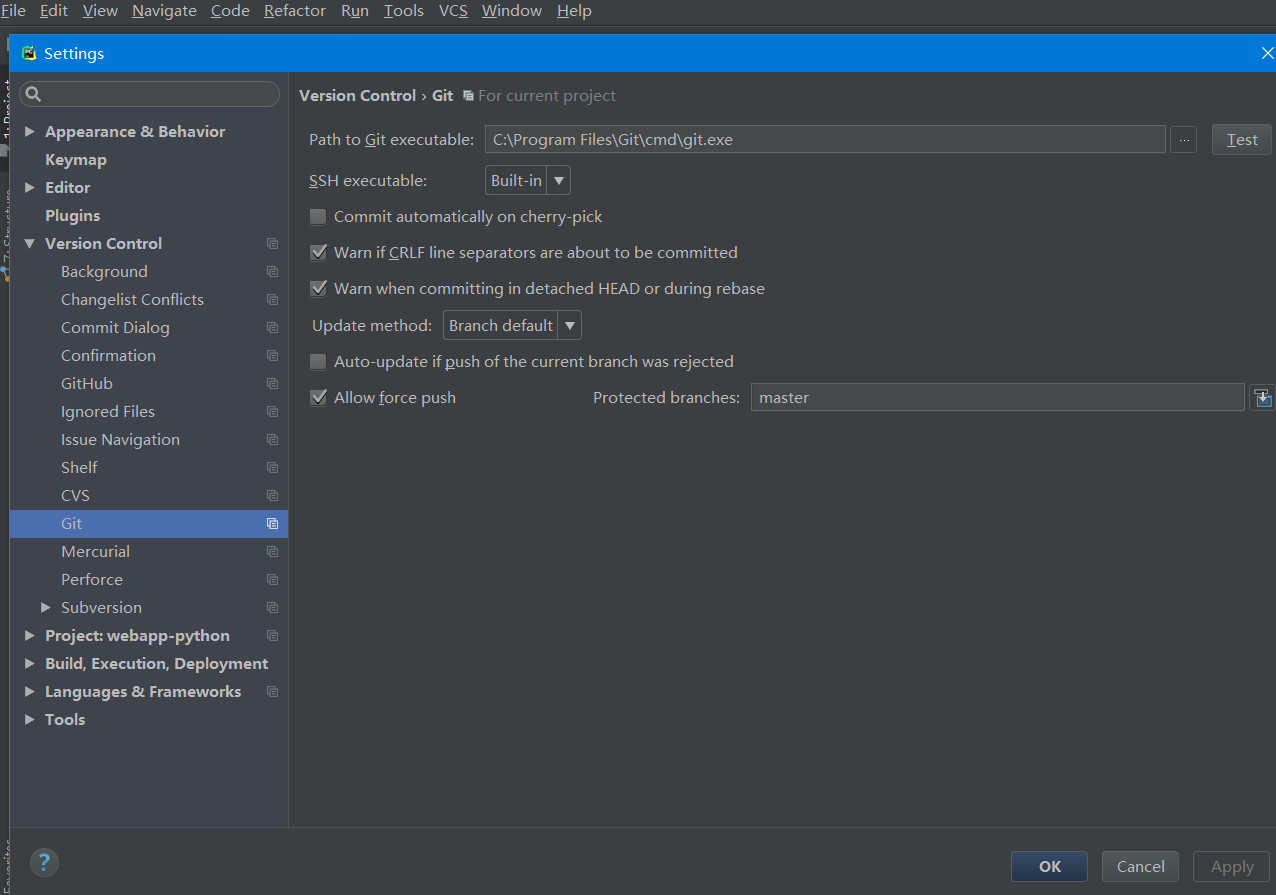 File Edit View Navigate Code Refactor Run Tools VCS Window Help
Settings
Version Control › Git For current project
Appearance & Behavior
Keymap
Editor
Plugins
Version Control
Background
Changelist Conflicts
Commit Dialog
Confirmation
GitHub
Ignored Files
Issue Navigation
Shelf
CVS
Git
Mercurial
Perforce
Subversion
Project: webapp-python
Build, Execution, Deployment
Languages & Frameworks
Tools
Path to Git executable: C:\Program Files\Git\cmd\git.exe ... Test
SSH executable: Built-in
Commit automatically on cherry-pick
Warn if CRLF line separators are about to be committed
Warn when committing in detached HEAD or during rebase
Update method: Branch default
Auto-update if push of the current branch was rejected
Allow force push Protected branches: master
? OK Cancel Apply